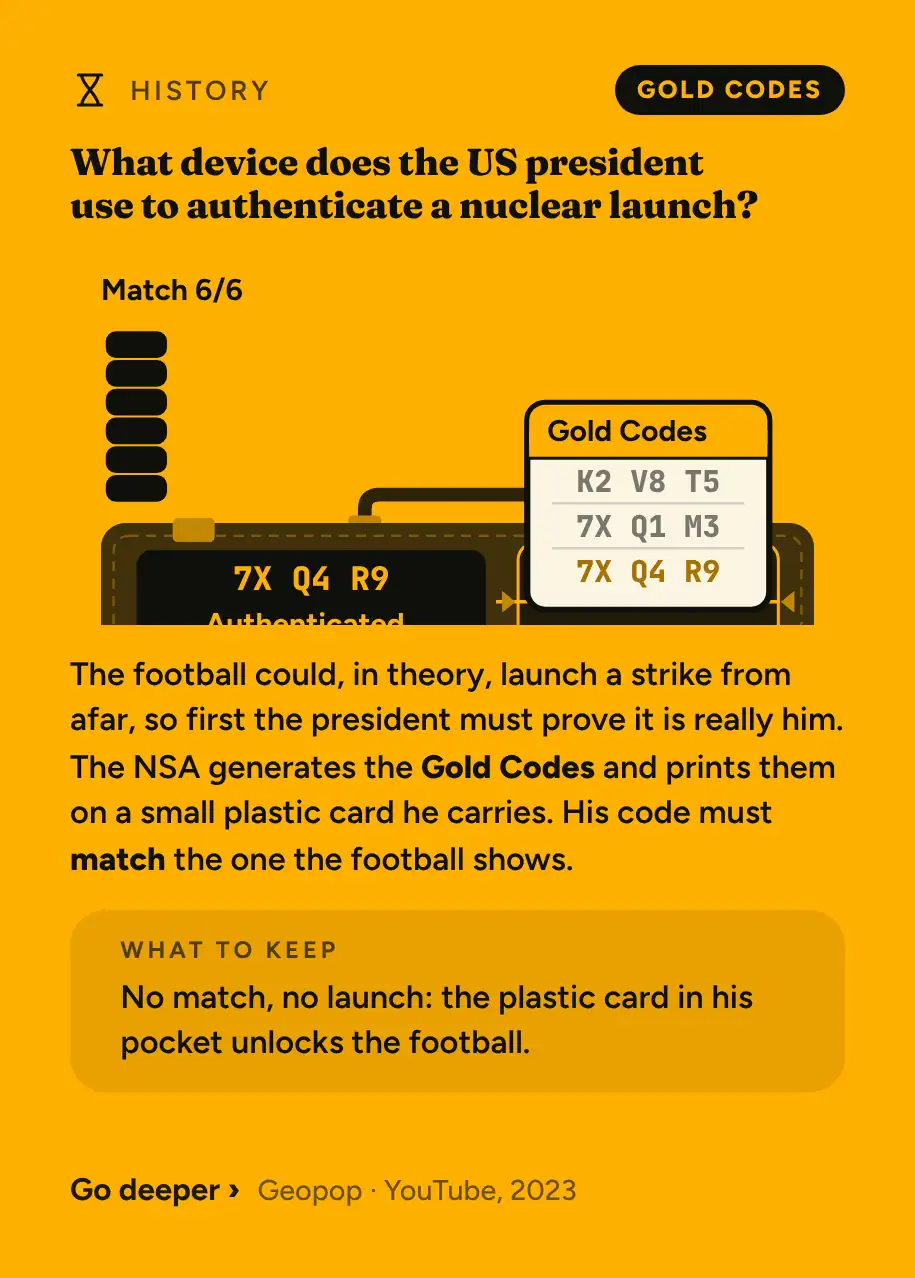 HISTORY
GOLD CODES
What device does the US president
use to authenticate a nuclear launch?
Match 6/6
Gold Codes
K2 V8 T5
7X Q1 M3
7X Q4 R9
7X Q4 R9
Authenticated
The football could, in theory, launch a strike from
afar, so first the president must prove it is really him.
The NSA generates the Gold Codes and prints them
on a small plastic card he carries. His code must
match the one the football shows.
WHAT TO KEEP
No match, no launch: the plastic card in his
pocket unlocks the football.
Go deeper › Geopop · YouTube, 2023